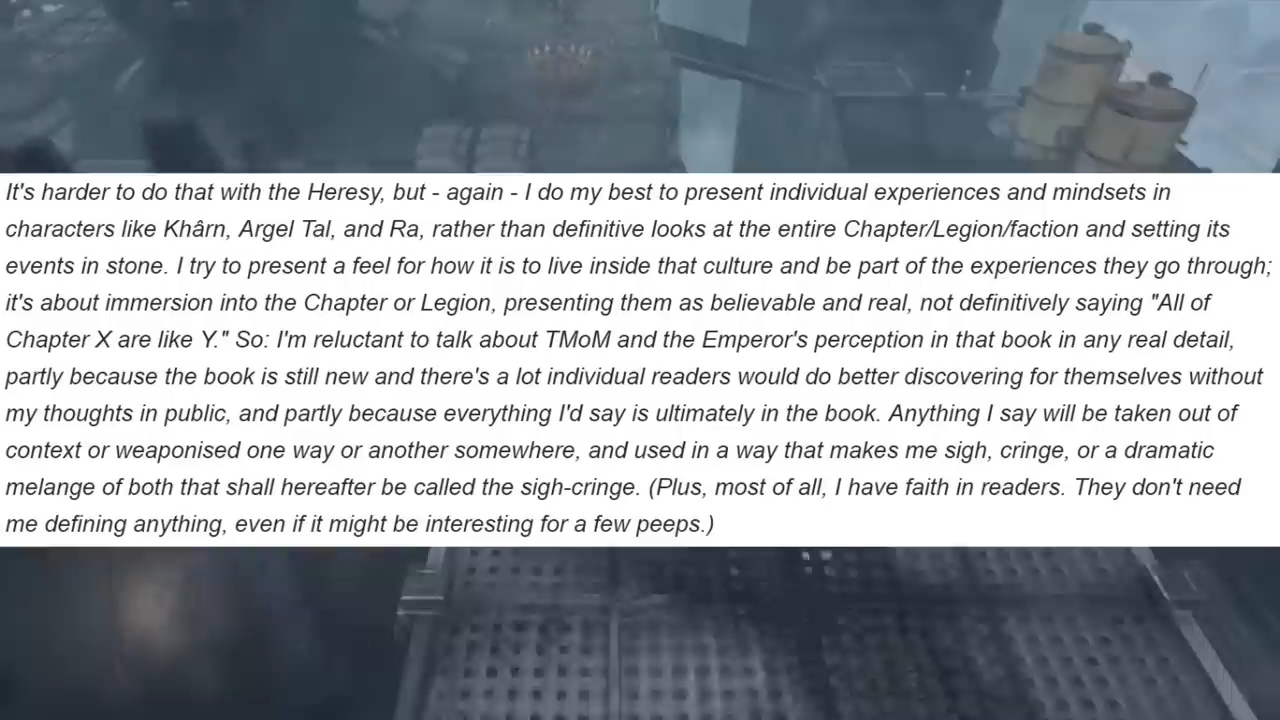 It's harder to do that with the Heresy, but - again - I do my best to present individual experiences and mindsets in
characters like Khârn, Argel Tal, and Ra, rather than definitive looks at the entire Chapter/Legion/faction and setting its
events in stone. I try to present a feel for how it is to live inside that culture and be part of the experiences they go through;
it's about immersion into the Chapter or Legion, presenting them as believable and real, not definitively saying "All of
Chapter X are like Y." So: I'm reluctant to talk about TMoM and the Emperor's perception in that book in any real detail,
partly because the book is still new and there's a lot individual readers would do better discovering for themselves without
my thoughts in public, and partly because everything I'd say is ultimately in the book. Anything I say will be taken out of
context or weaponised one way or another somewhere, and used in a way that makes me sigh, cringe, or a dramatic
melange of both that shall hereafter be called the sigh-cringe. (Plus, most of all, I have faith in readers. They don't need
me defining anything, even if it might be interesting for a few peeps.)